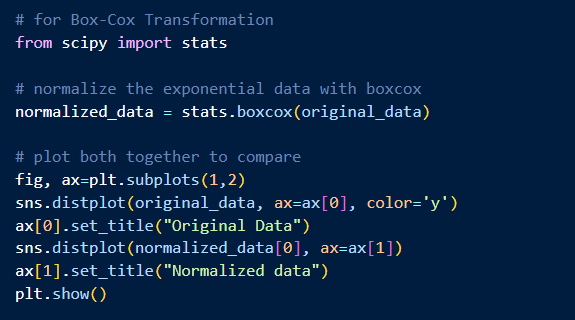 # for Box-Cox Transformation
from scipy import stats
# normalize the exponential data with boxcox
normalized_data = stats.boxcox(original_data)
# plot both together to compare
fig, ax=plt.subplots(1,2)
sns.distplot(original_data, ax=ax[0], color='y')
ax[0].set_title("Original Data")
sns.distplot(normalized_data[0], ax=ax[1])
ax[1].set_title("Normalized data")
plt.show()